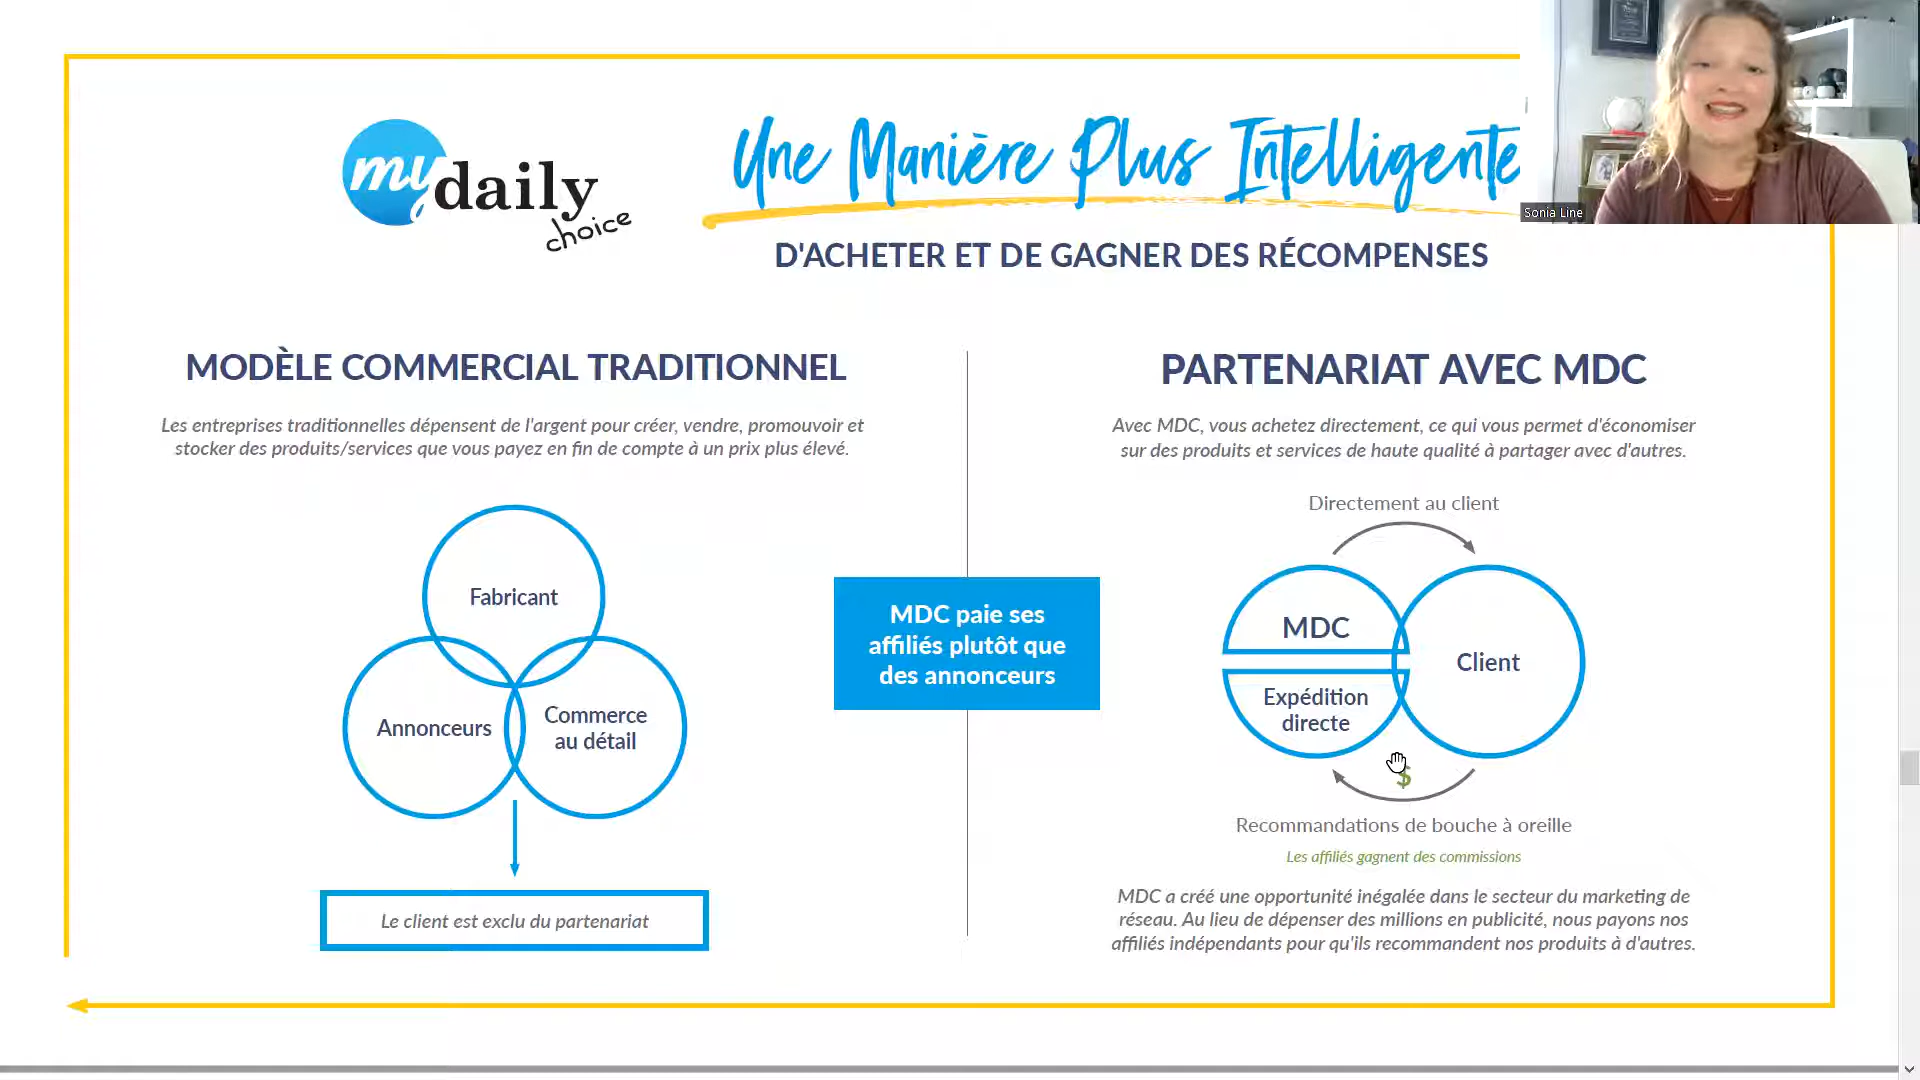 my daily
choice
Une Manière Plus Intelligente
D'ACHETER ET DE GAGNER DES RÉCOMPENSES
Sonia Line
MODÈLE COMMERCIAL TRADITIONNEL
Les entreprises traditionnelles dépensent de l'argent pour créer, vendre, promouvoir et
stocker des produits/services que vous payez en fin de compte à un prix plus élevé.
Fabricant
Annonceurs
Commerce
au détail
Le client est exclu du partenariat
MDC paie ses
affiliés plutôt que
des annonceurs
PARTENARIAT AVEC MDC
Avec MDC, vous achetez directement, ce qui vous permet d'économiser
sur des produits et services de haute qualité à partager avec d'autres.
Directement au client
MDC
Expédition
directe
Client
$
Recommandations de bouche à oreille
Les affiliés gagnent des commissions
MDC a créé une opportunité inégalée dans le secteur du marketing de
réseau. Au lieu de dépenser des millions en publicité, nous payons nos
affiliés indépendants pour qu'ils recommandent nos produits à d'autres.